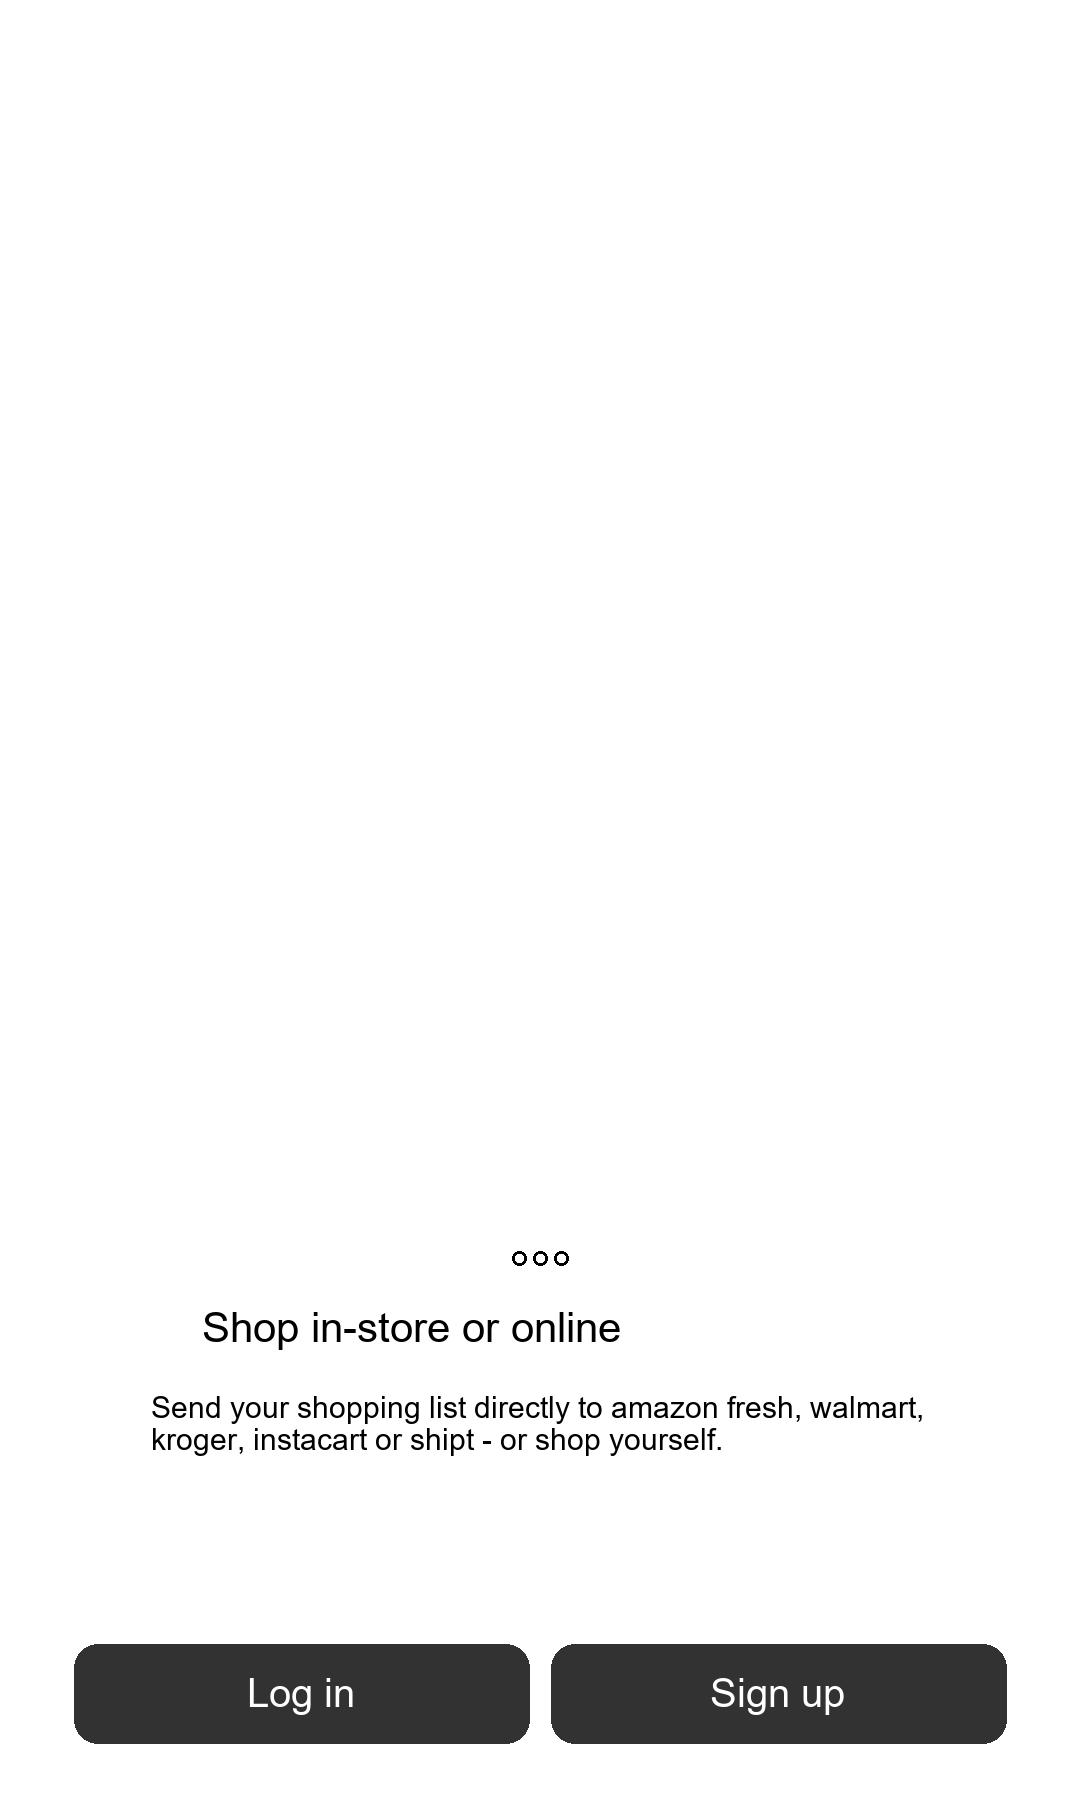 Shop in-store or online
Send your shopping list directly to amazon fresh, walmart,
kroger, instacart or shipt - or shop yourself.
Log in
Sign up